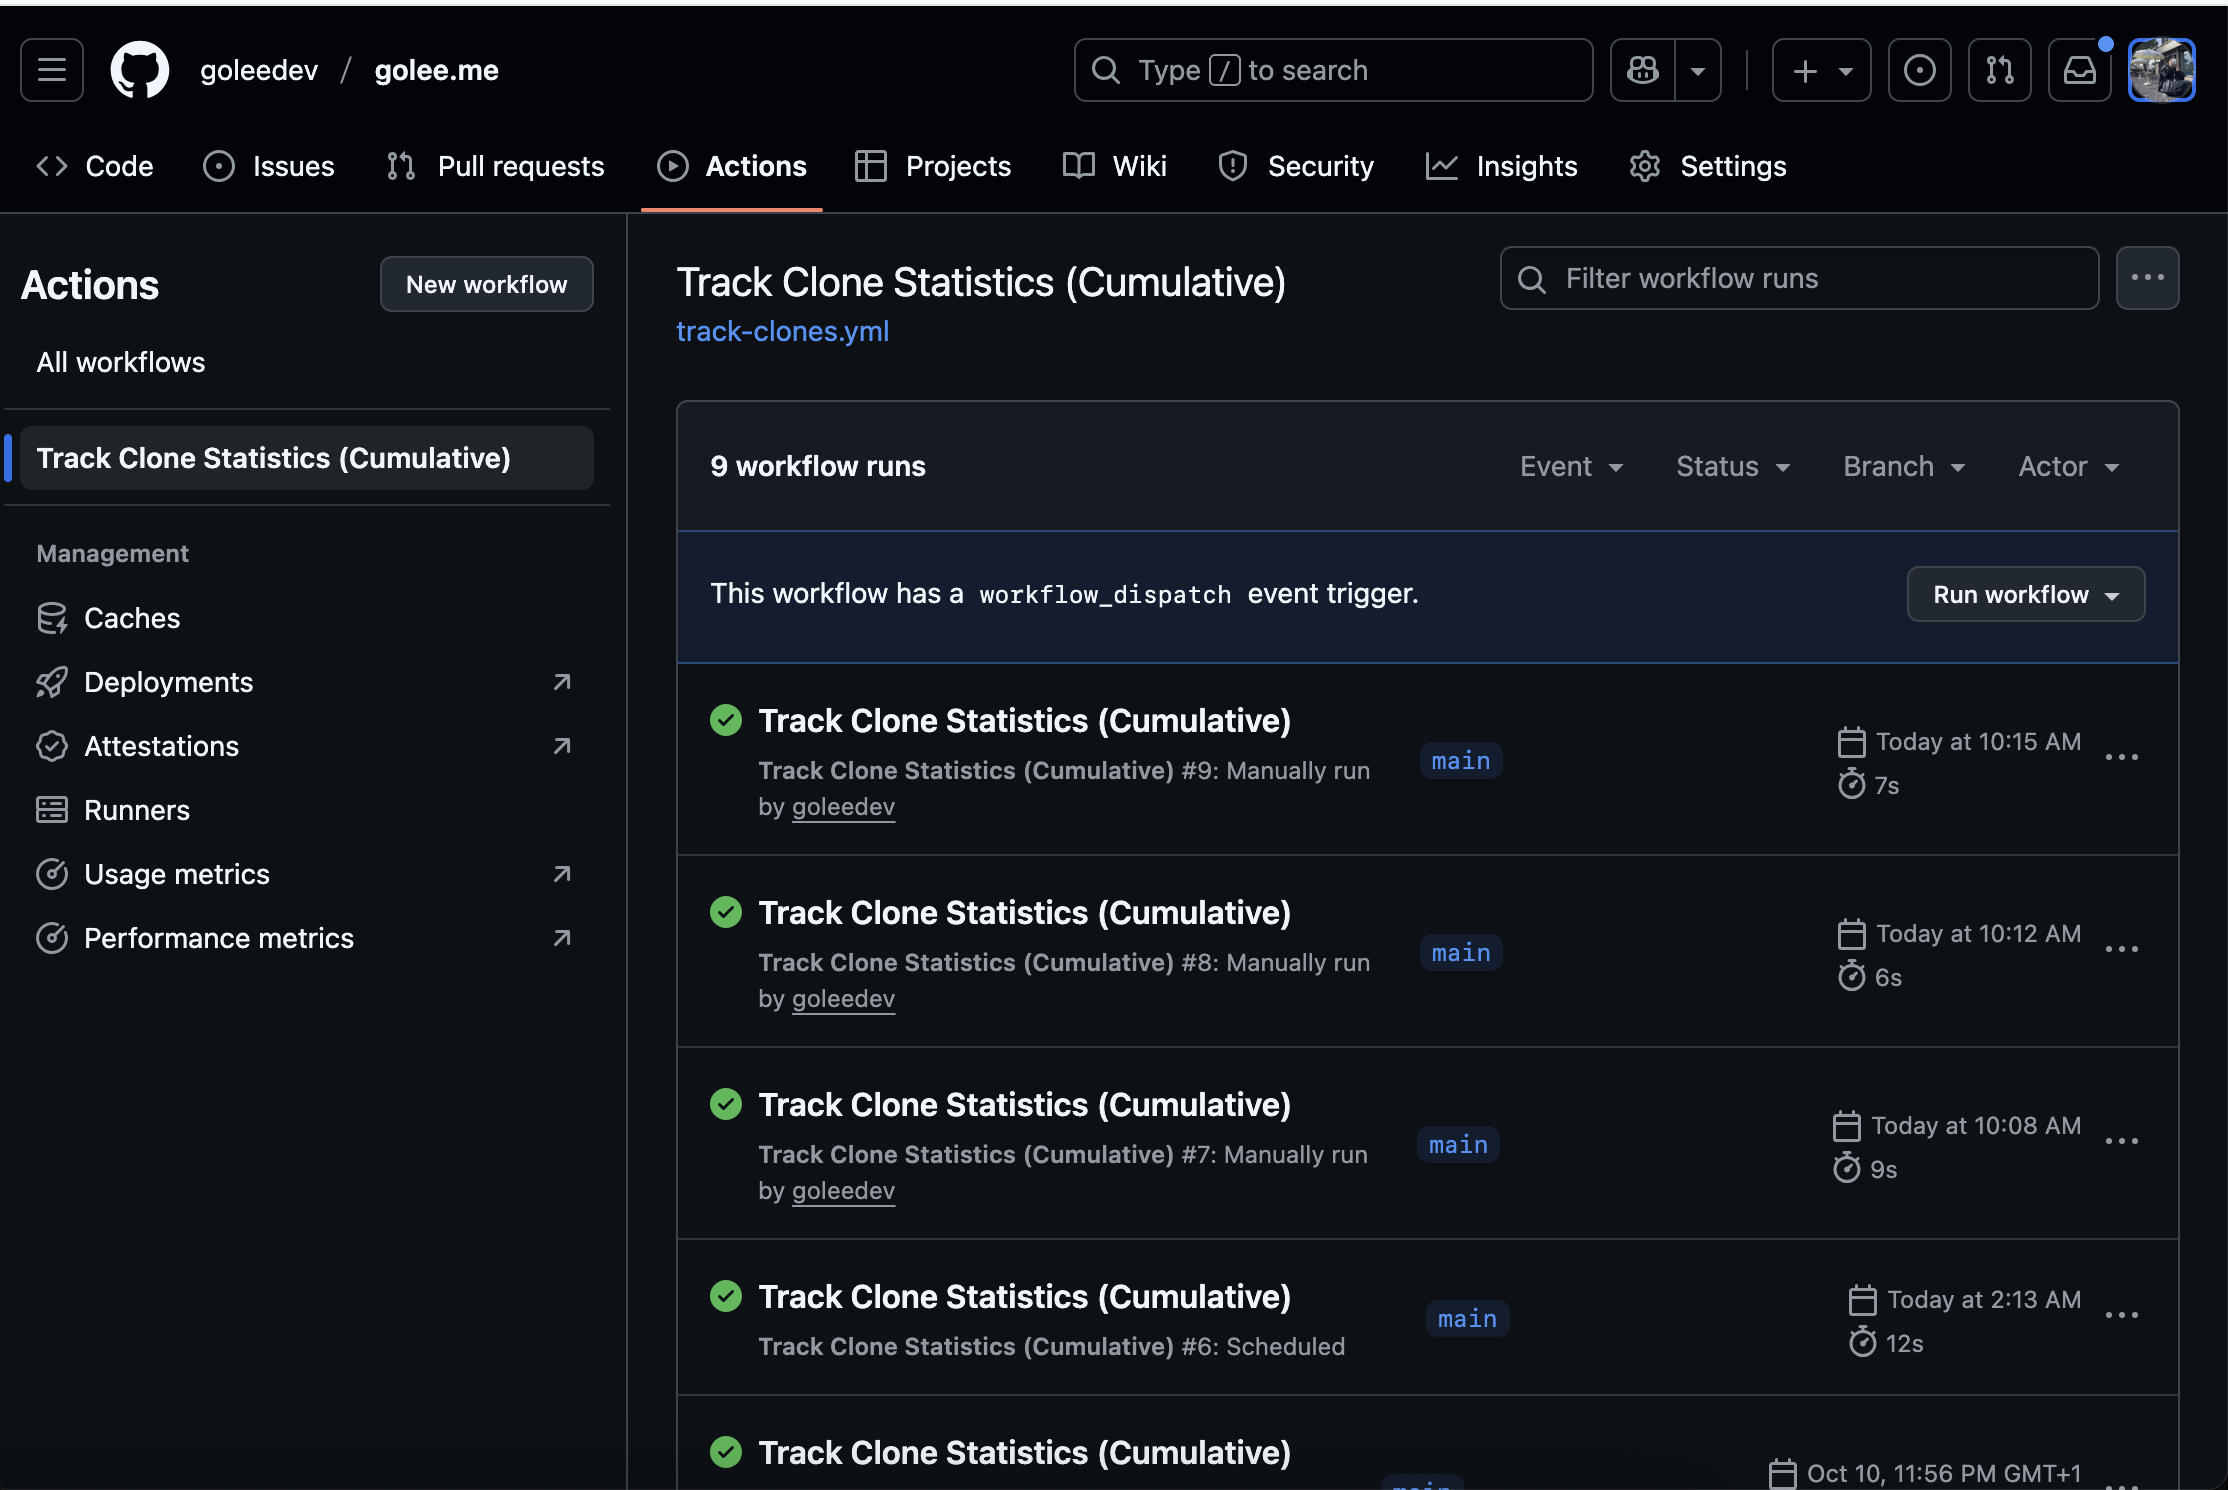 goleedev / golee.me
Type / to search
Code
Issues
Pull requests
Actions
Projects
Wiki
Security
Insights
Settings
Actions
New workflow
All workflows
Track Clone Statistics (Cumulative)
Management
Caches
Deployments
Attestations
Runners
Usage metrics
Performance metrics
Track Clone Statistics (Cumulative)
track-clones.yml
Filter workflow runs
9 workflow runs
Event
Status
Branch
Actor
This workflow has a workflow_dispatch event trigger.
Run workflow
Track Clone Statistics (Cumulative)
Track Clone Statistics (Cumulative) #9: Manually run
by goleedev
main
Today at 10:15 AM
7s
Track Clone Statistics (Cumulative)
Track Clone Statistics (Cumulative) #8: Manually run
by goleedev
main
Today at 10:12 AM
6s
Track Clone Statistics (Cumulative)
Track Clone Statistics (Cumulative) #7: Manually run
by goleedev
main
Today at 10:08 AM
9s
Track Clone Statistics (Cumulative)
Track Clone Statistics (Cumulative) #6: Scheduled
main
Today at 2:13 AM
12s
Track Clone Statistics (Cumulative)
main
Oct 10, 11:56 PM GMT+1